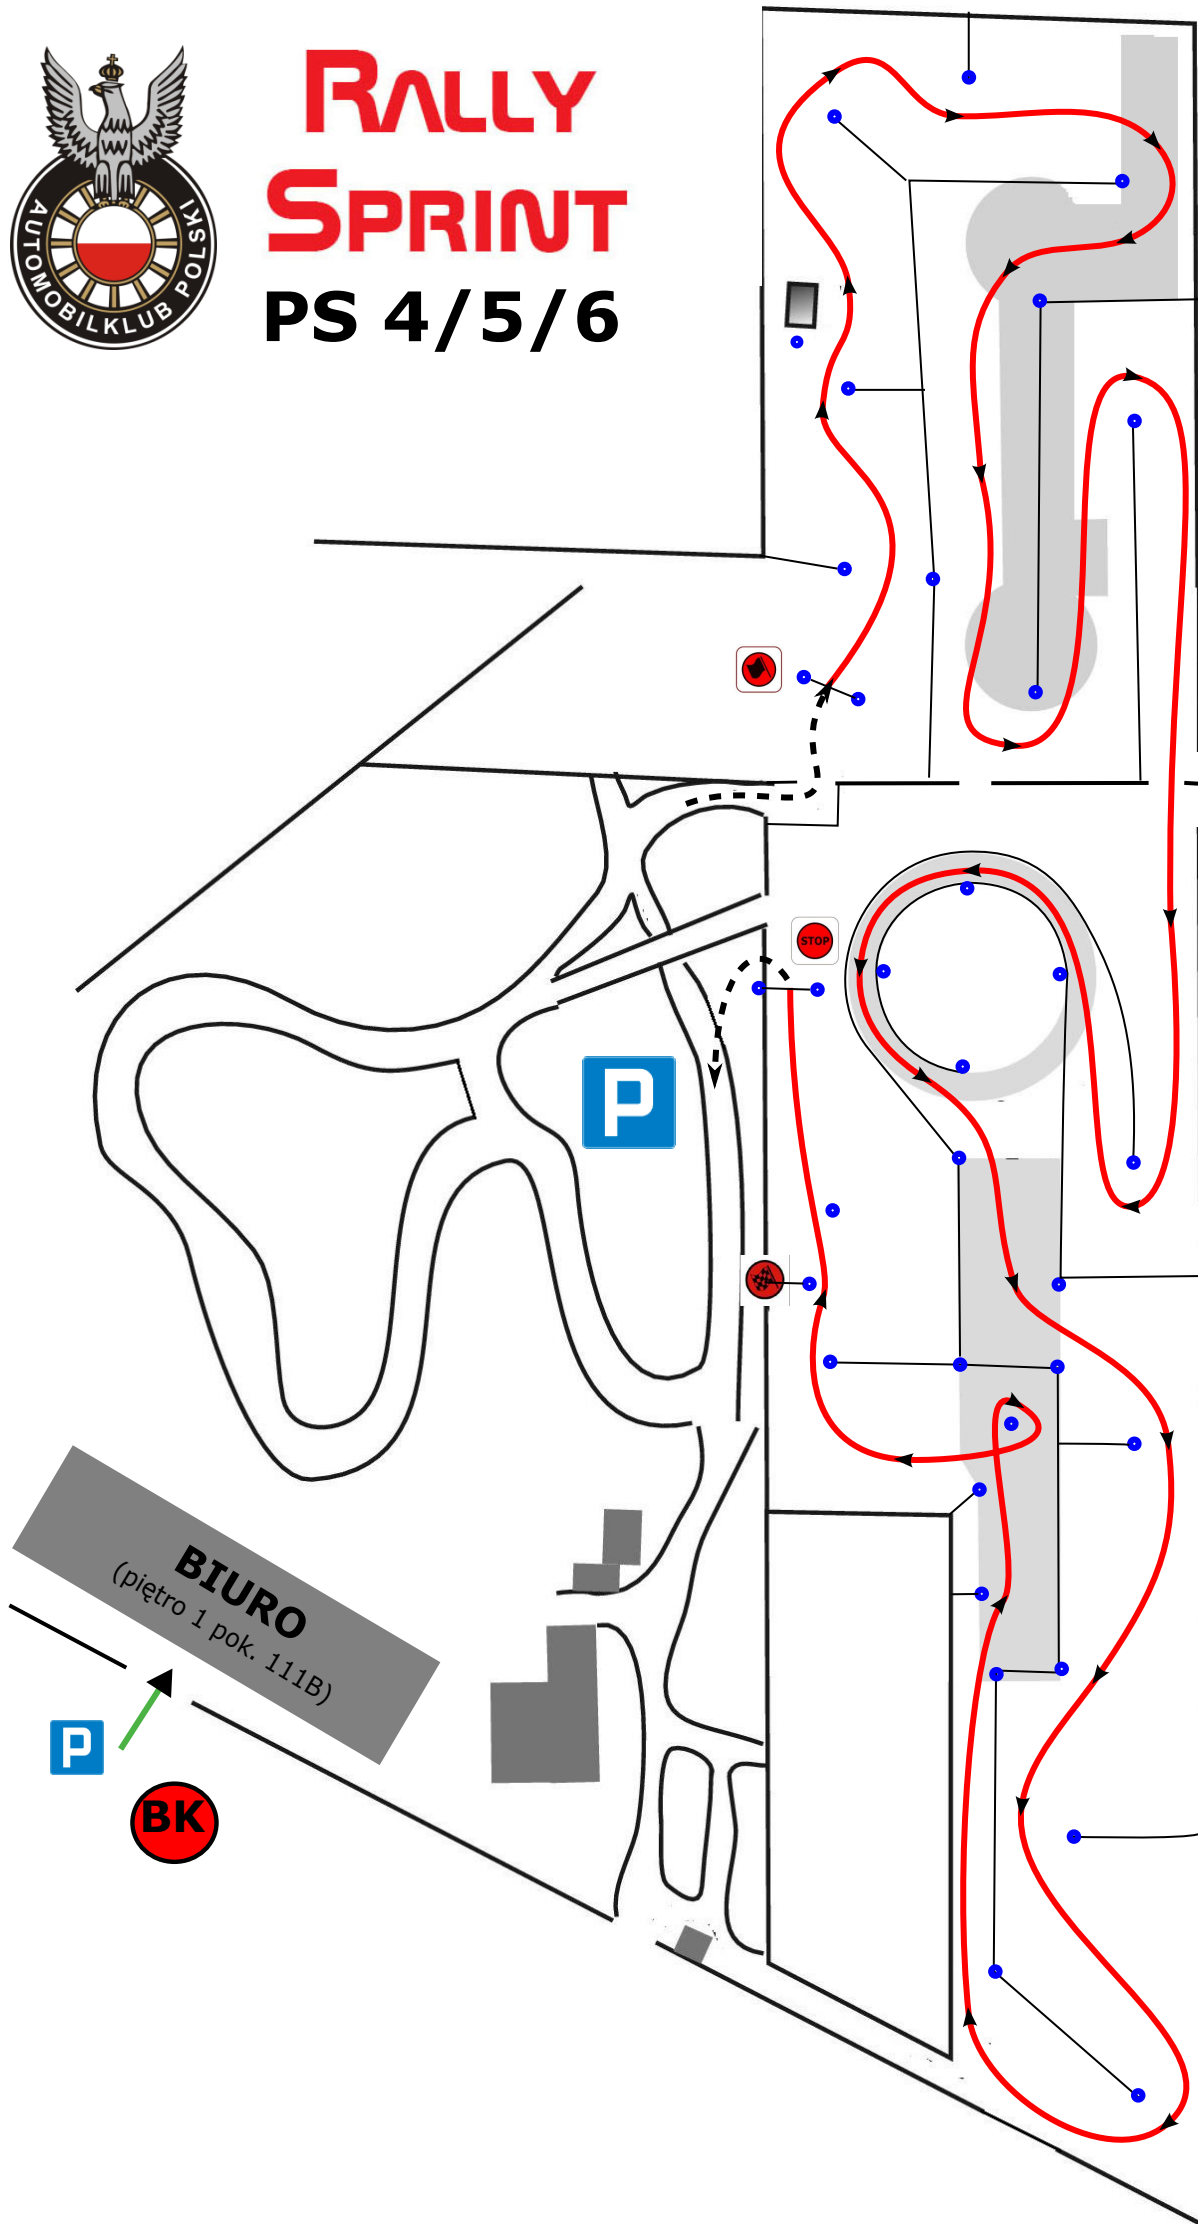 AUTOMOBILKLUB POLSKI
RALLY
SPRINT
PS 4/5/6
STOP
P
BIURO
(piętro 1 pok. 111B)
P
BK